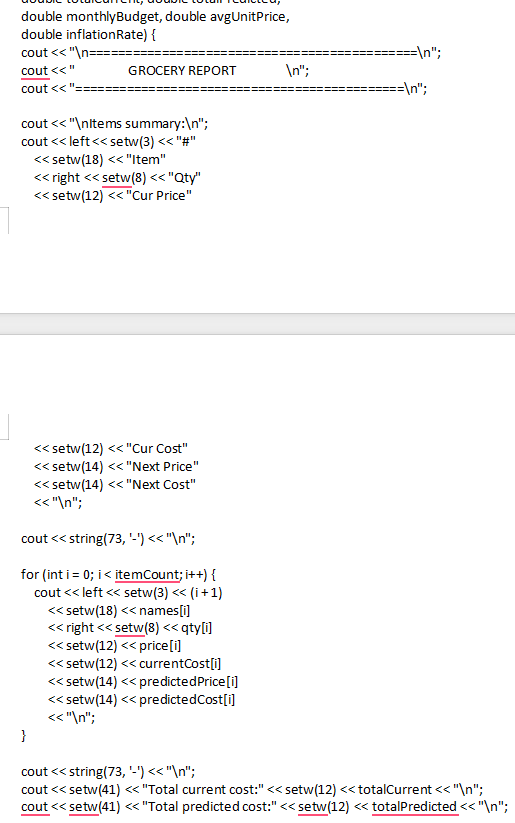 double totalCurrent, double totalPredicted,
double monthlyBudget, double avgUnitPrice,
double inflationRate) {
cout << "\n============================================\n";
cout << " GROCERY REPORT \n";
cout << "============================================\n";
cout << "\nItems summary:\n";
cout << left << setw(3) << "#"
<< setw(18) << "Item"
<< right << setw(8) << "Qty"
<< setw(12) << "Cur Price"
<< setw(12) << "Cur Cost"
<< setw(14) << "Next Price"
<< setw(14) << "Next Cost"
<< "\n";
cout << string(73, '-') << "\n";
for (int i = 0; i < itemCount; i++) {
cout << left << setw(3) << (i + 1)
<< setw(18) << names[i]
<< right << setw(8) << qty[i]
<< setw(12) << price[i]
<< setw(12) << currentCost[i]
<< setw(14) << predictedPrice[i]
<< setw(14) << predictedCost[i]
<< "\n";
}
cout << string(73, '-') << "\n";
cout << setw(41) << "Total current cost:" << setw(12) << totalCurrent << "\n";
cout << setw(41) << "Total predicted cost:" << setw(12) << totalPredicted << "\n";